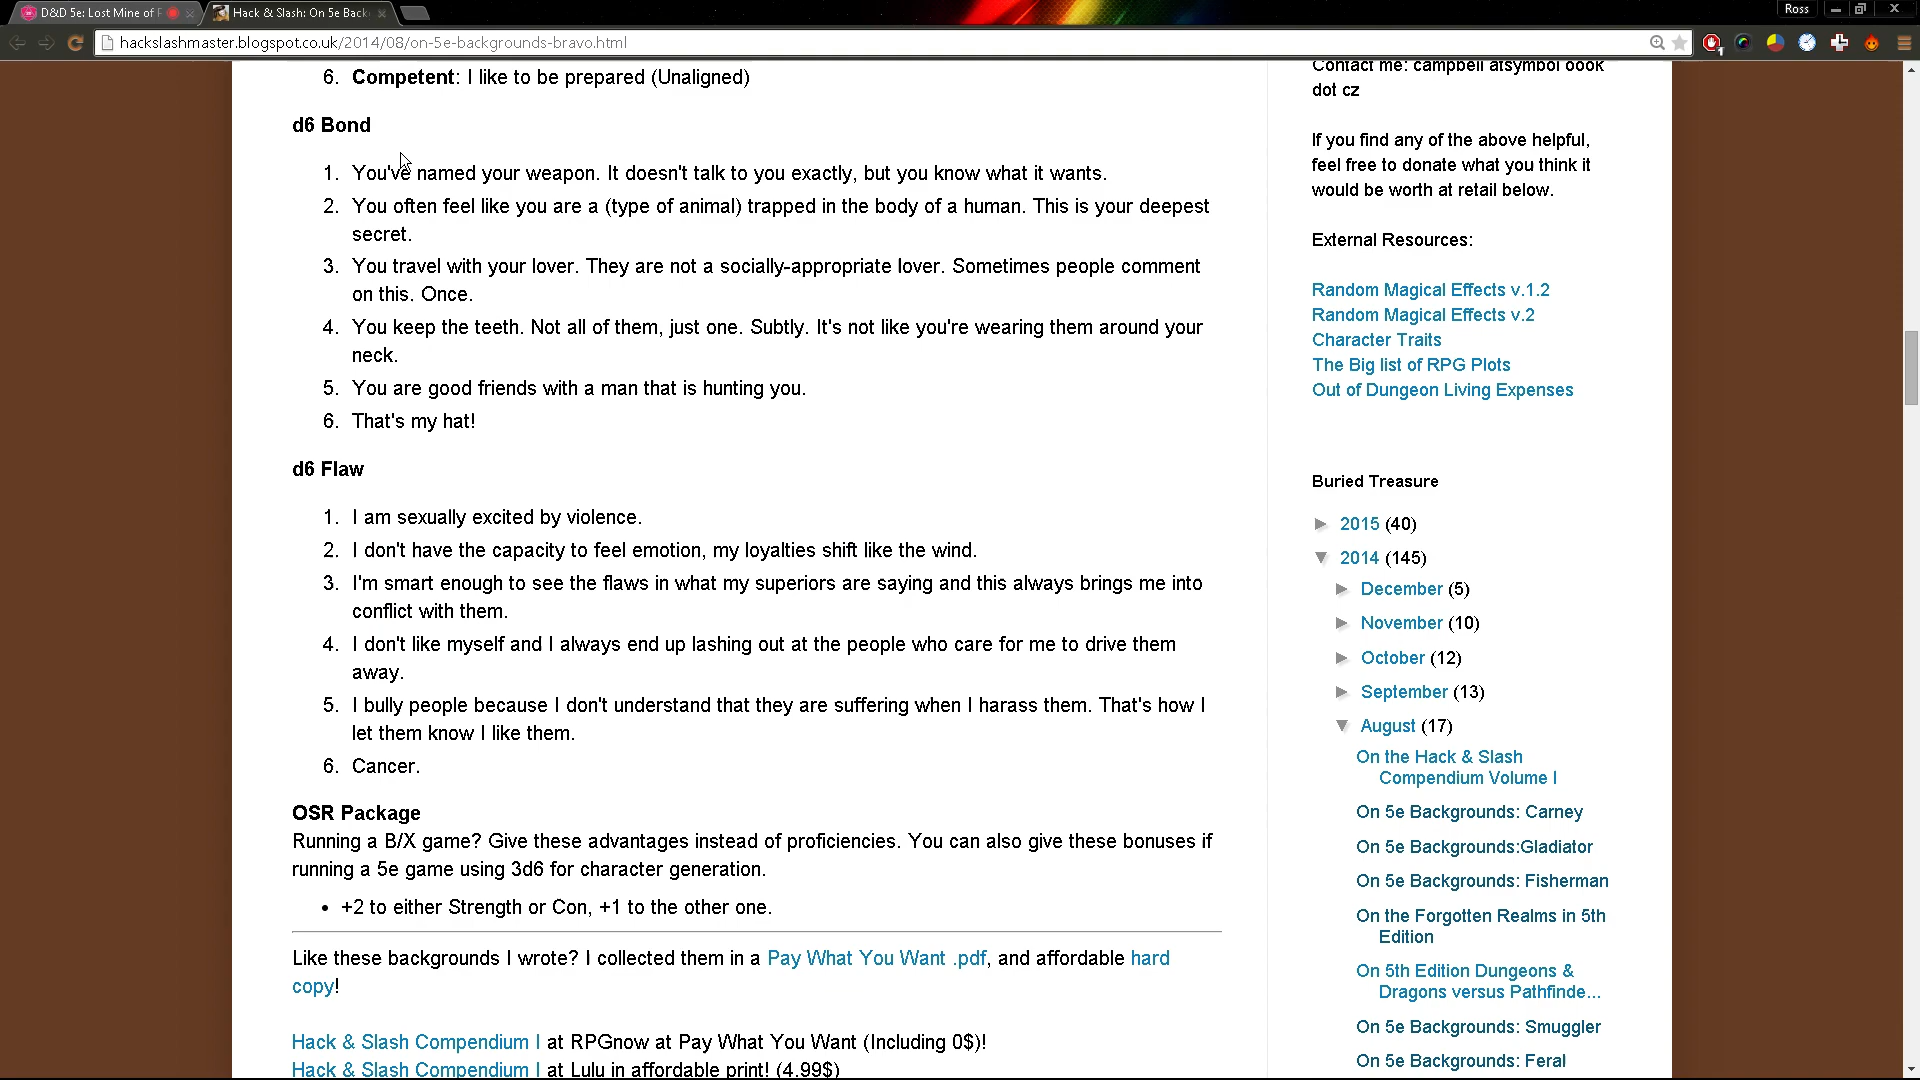 D&D 5e: Lost Mine of P
Hack & Slash: On 5e Back
Ross
hackslashmaster.blogspot.co.uk/2014/08/on-5e-backgrounds-bravo.html
6. Competent: I like to be prepared (Unaligned)
d6 Bond
1. You've named your weapon. It doesn't talk to you exactly, but you know what it wants.
2. You often feel like you are a (type of animal) trapped in the body of a human. This is your deepest
secret.
3. You travel with your lover. They are not a socially-appropriate lover. Sometimes people comment
on this. Once.
4. You keep the teeth. Not all of them, just one. Subtly. It's not like you're wearing them around your
neck.
5. You are good friends with a man that is hunting you.
6. That's my hat!
d6 Flaw
1. I am sexually excited by violence.
2. I don't have the capacity to feel emotion, my loyalties shift like the wind.
3. I'm smart enough to see the flaws in what my superiors are saying and this always brings me into
conflict with them.
4. I don't like myself and I always end up lashing out at the people who care for me to drive them
away.
5. I bully people because I don't understand that they are suffering when I harass them. That's how I
let them know I like them.
6. Cancer.
OSR Package
Running a B/X game? Give these advantages instead of proficiencies. You can also give these bonuses if
running a 5e game using 3d6 for character generation.
• +2 to either Strength or Con, +1 to the other one.
Like these backgrounds I wrote? I collected them in a Pay What You Want .pdf, and affordable hard
copy!
Hack & Slash Compendium I at RPGnow at Pay What You Want (Including 0$)!
Hack & Slash Compendium I at Lulu in affordable print! (4.99$)
Contact me: campbell atsymbol oook
dot cz
If you find any of the above helpful,
feel free to donate what you think it
would be worth at retail below.
External Resources:
Random Magical Effects v.1.2
Random Magical Effects v.2
Character Traits
The Big list of RPG Plots
Out of Dungeon Living Expenses
Buried Treasure
► 2015 (40)
▼ 2014 (145)
► December (5)
► November (10)
► October (12)
► September (13)
▼ August (17)
On the Hack & Slash
Compendium Volume I
On 5e Backgrounds: Carney
On 5e Backgrounds:Gladiator
On 5e Backgrounds: Fisherman
On the Forgotten Realms in 5th
Edition
On 5th Edition Dungeons &
Dragons versus Pathfinde...
On 5e Backgrounds: Smuggler
On 5e Backgrounds: Feral